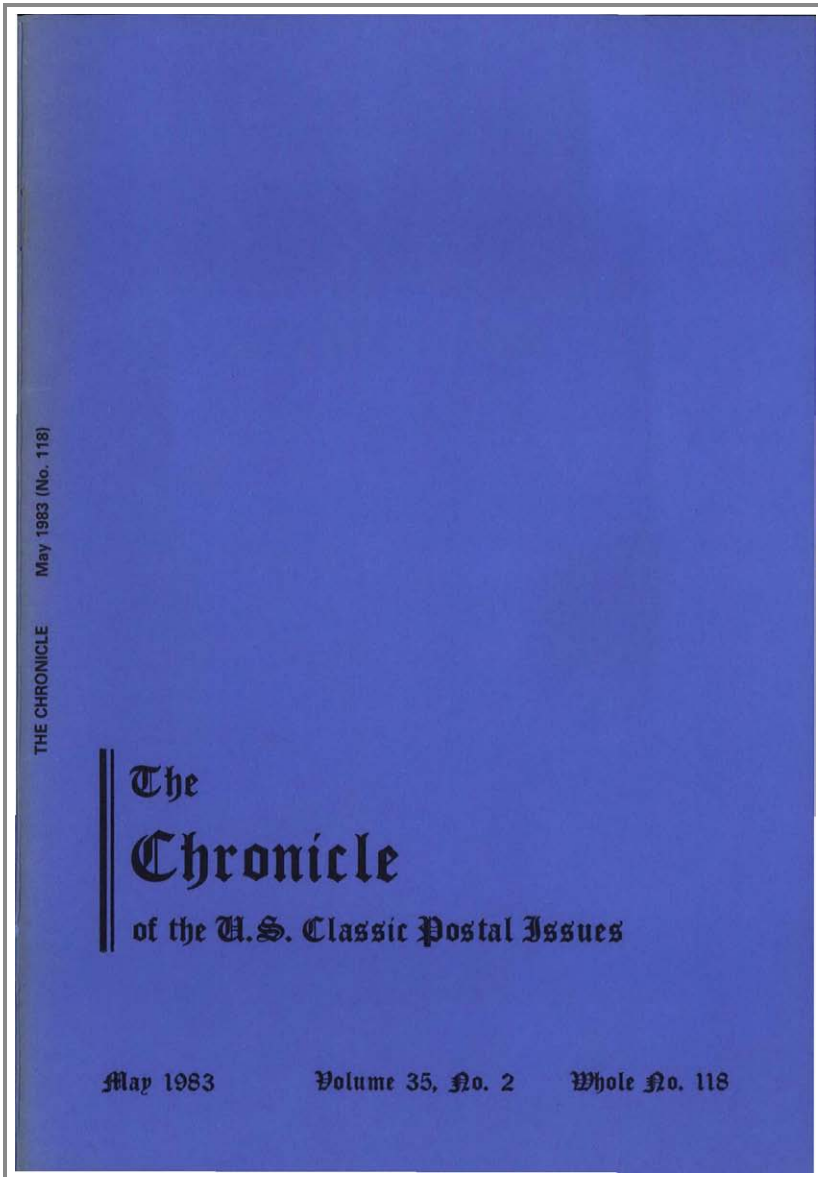 THE CHRONICLE May 1983 (No. 118)
The
Chronicle
of the U.S. Classic Postal Issues
May 1983 Volume 35, No. 2 Whole No. 118